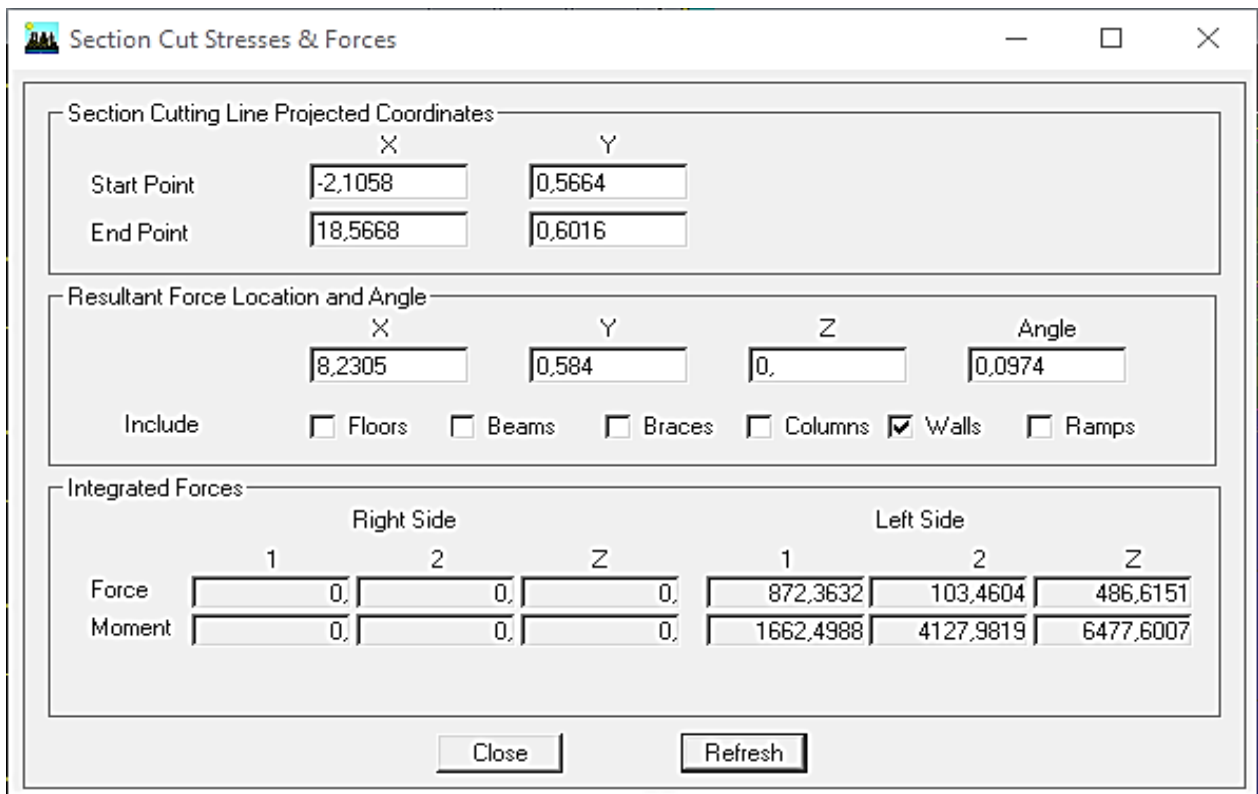 Section Cut Stresses & Forces
Section Cutting Line Projected Coordinates
X Y
Start Point -2,1058 0,5664
End Point 18,5668 0,6016
Resultant Force Location and Angle
X Y Z Angle
8,2305 0,584 0, 0,0974
Include Floors Beams Braces Columns Walls Ramps
Integrated Forces
Right Side Left Side
1 2 Z 1 2 Z
Force 0, 0, 0, 872,3632 103,4604 486,6151
Moment 0, 0, 0, 1662,4988 4127,9819 6477,6007
Close Refresh